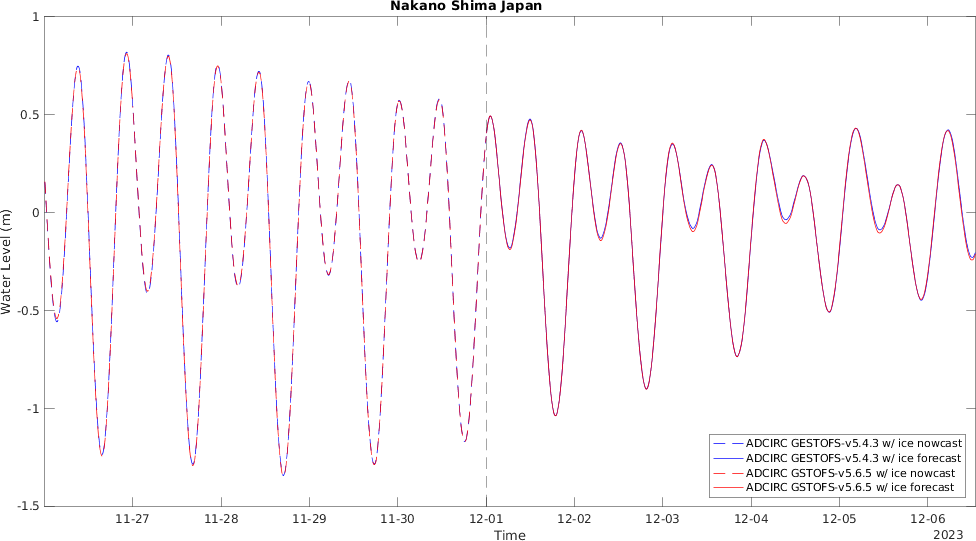 Nakano Shima Japan
1
0.5
0
-0.5
-1
-1.5
Water Level (m)
11-27
11-28
11-29
11-30
12-01
12-02
12-03
12-04
12-05
12-06
Time
2023
ADCIRC GESTOFS-v5.4.3 w/ ice nowcast
ADCIRC GESTOFS-v5.4.3 w/ ice forecast
ADCIRC GSTOFS-v5.6.5 w/ ice nowcast
ADCIRC GSTOFS-v5.6.5 w/ ice forecast